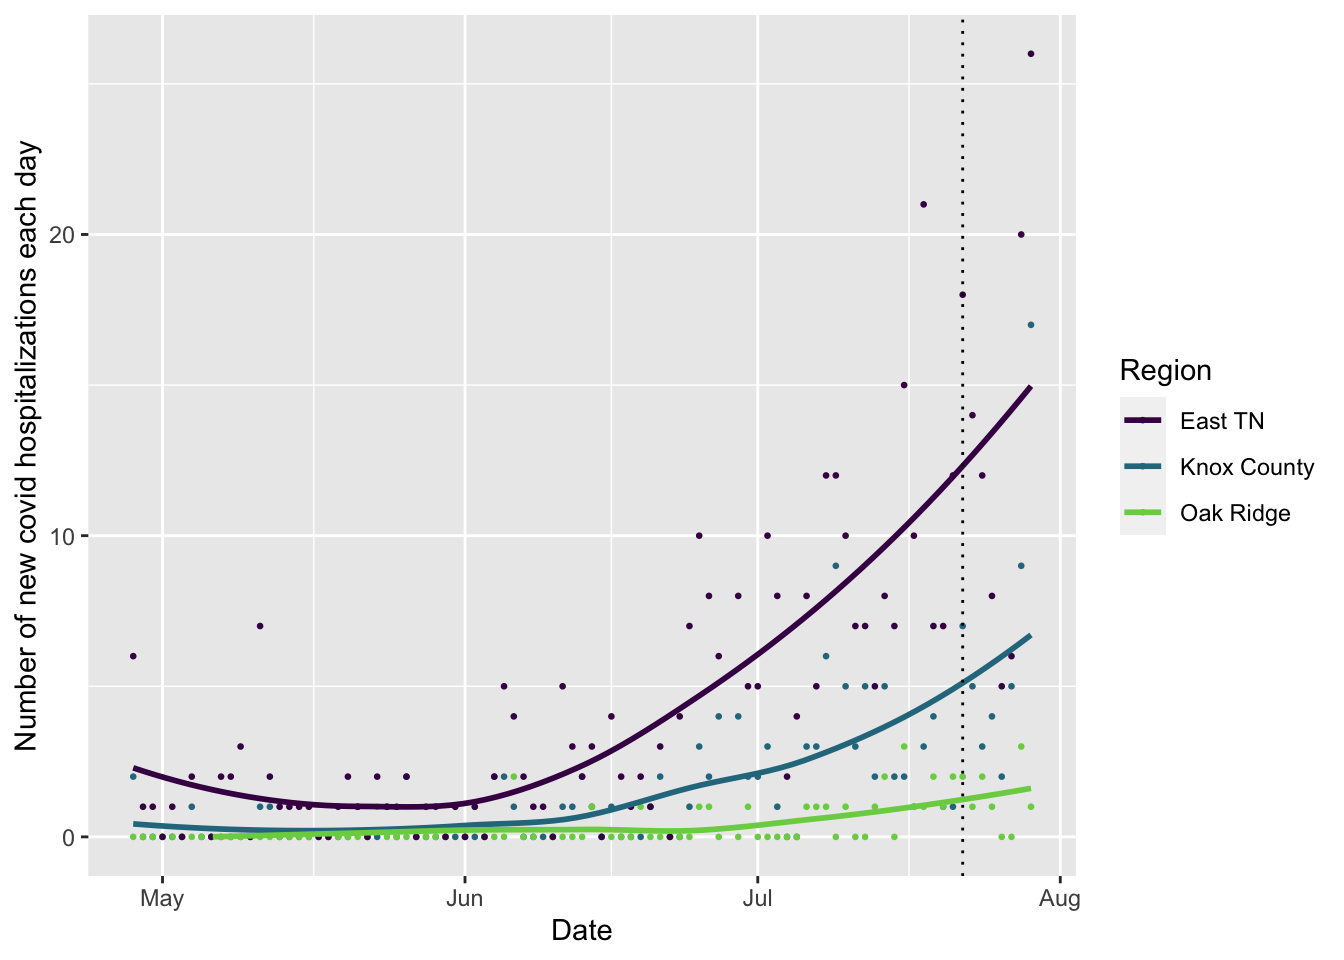 Number of new covid hospitalizations each day
20
10
0
May
Jun
Jul
Aug
Date
Region
East TN
Knox County
Oak Ridge